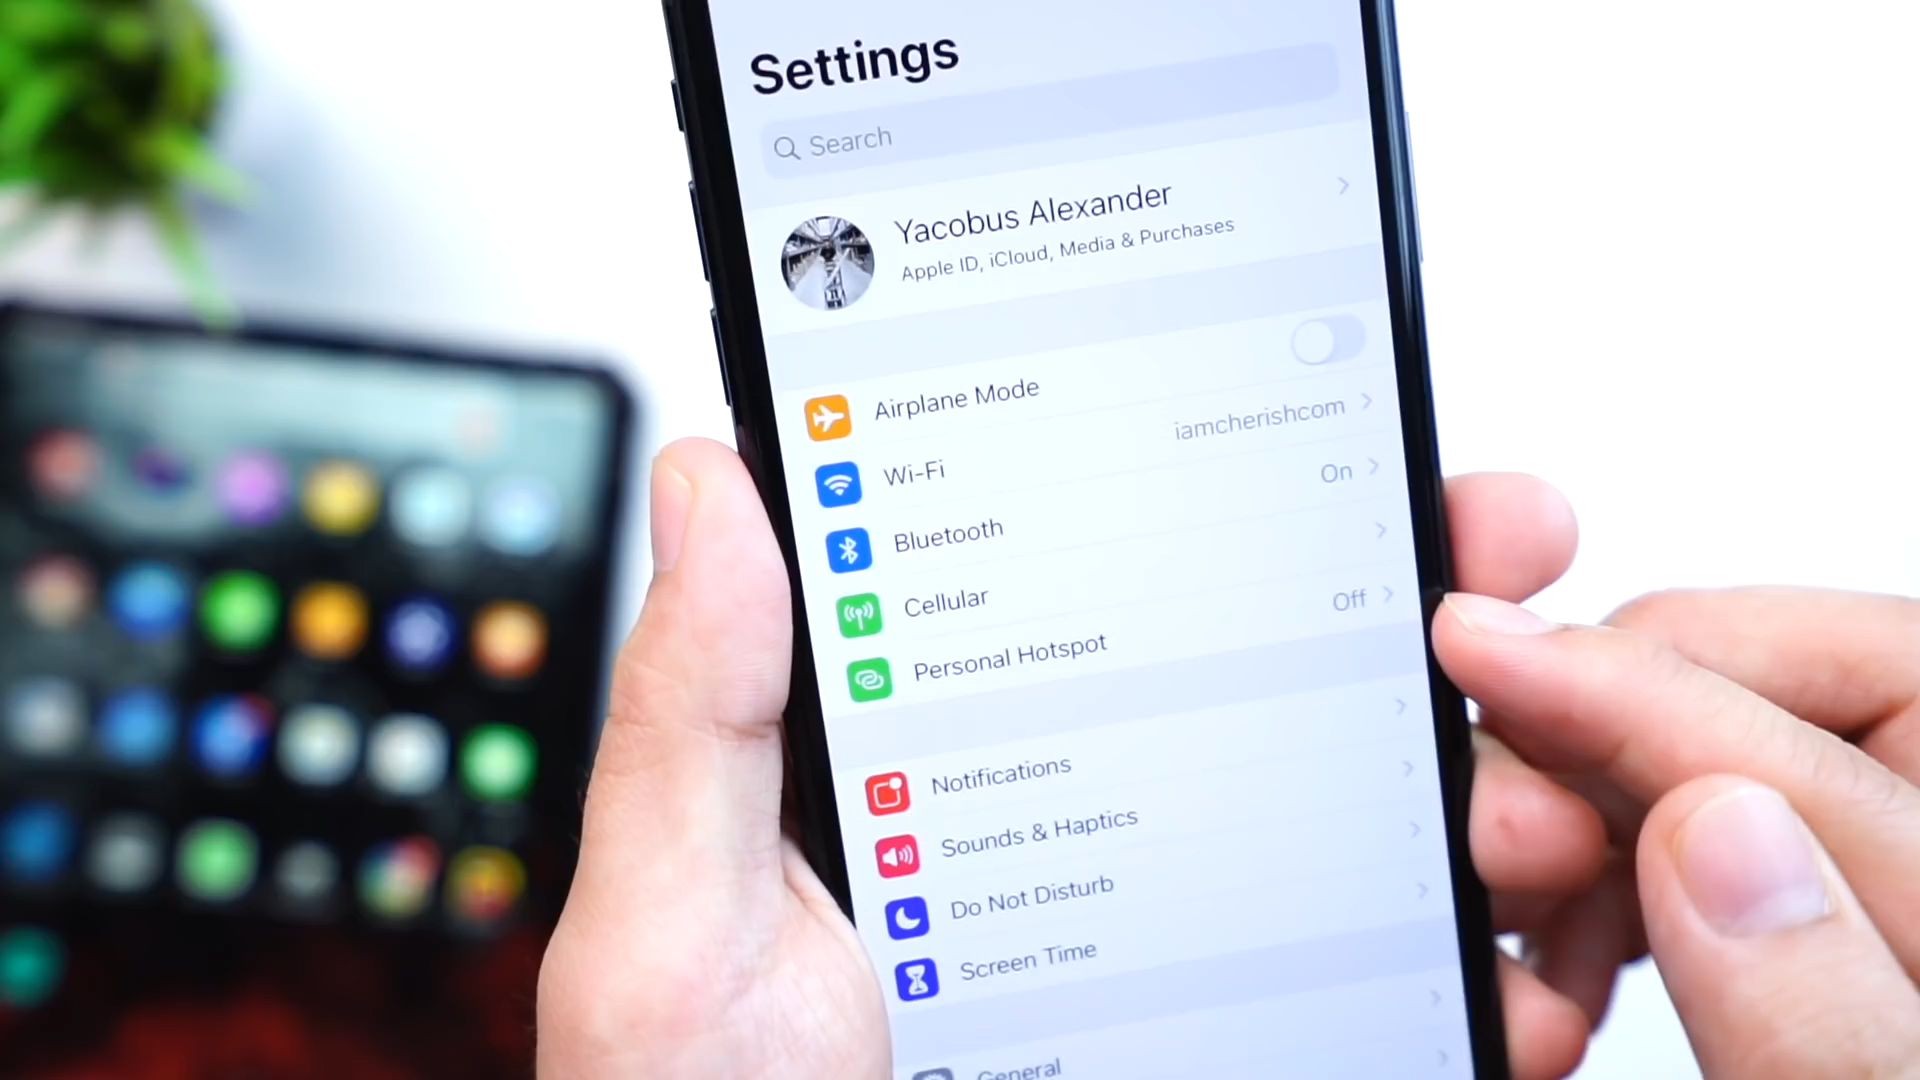 Settings
Search
Yacobus Alexander
Apple ID, iCloud, Media & Purchases
Airplane Mode
Wi-Fi
iamcherishcom
Bluetooth
On
Cellular
Personal Hotspot
Off
Notifications
Sounds & Haptics
Do Not Disturb
Screen Time
General